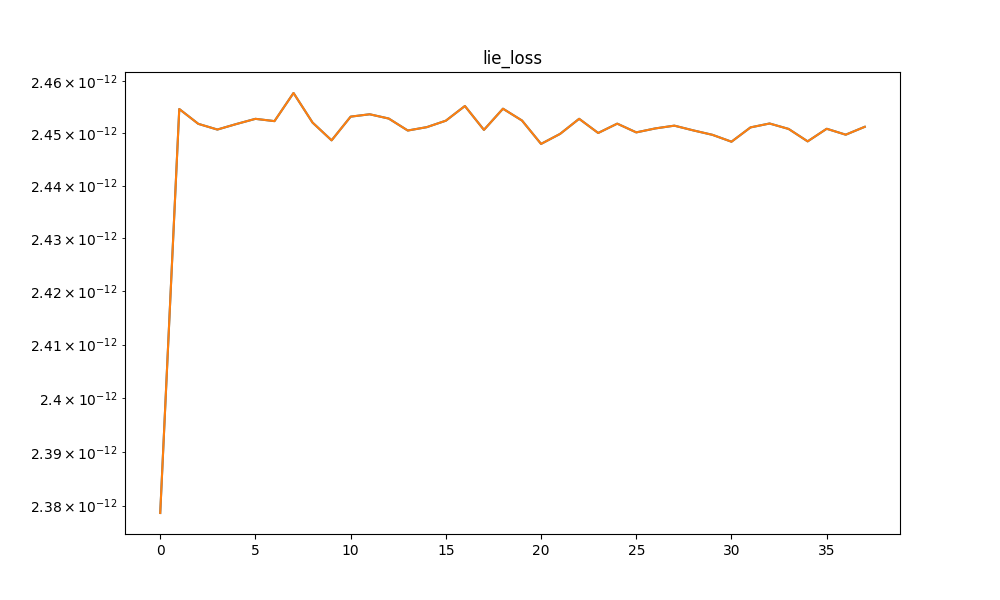 lie_loss
2.46 × 10⁻¹²
2.45 × 10⁻¹²
2.44 × 10⁻¹²
2.43 × 10⁻¹²
2.42 × 10⁻¹²
2.41 × 10⁻¹²
2.4 × 10⁻¹²
2.39 × 10⁻¹²
2.38 × 10⁻¹²
0 5 10 15 20 25 30 35